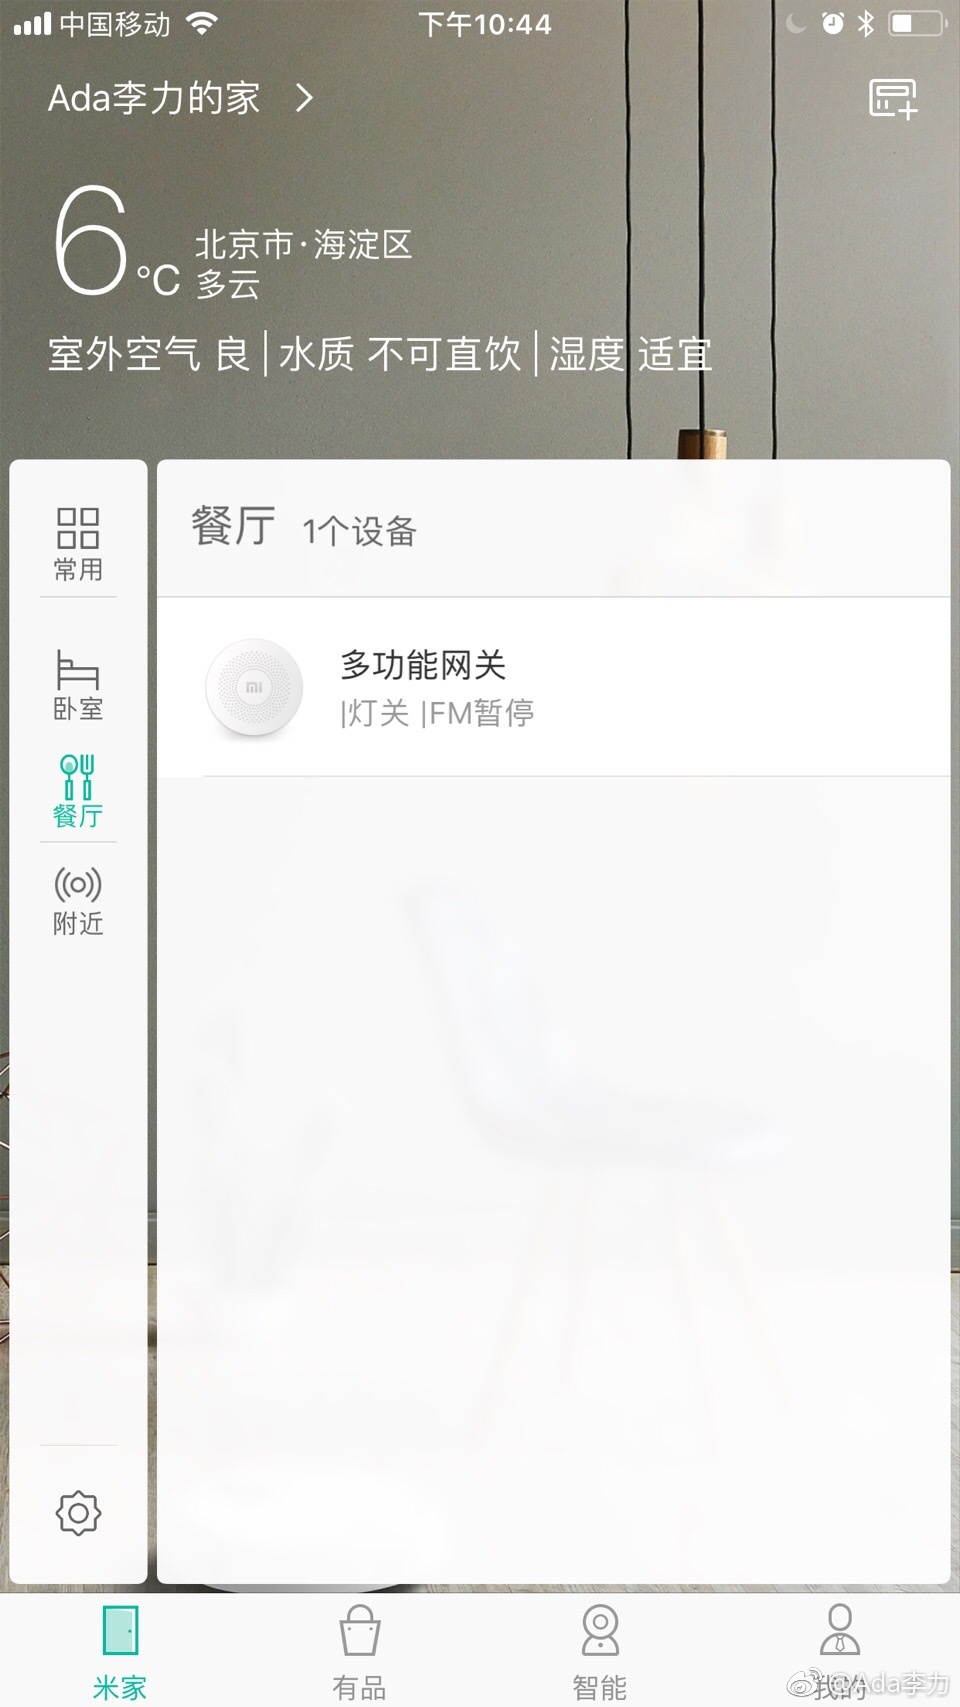 中国移动 下午10:44
Ada李力的家
6℃ 北京市·海淀区
多云
室外空气 良|水质 不可直饮|湿度 适宜
餐厅 1个设备
常用
多功能网关
|灯关 |FM暂停
mi
卧室
餐厅
附近
米家 有品 智能 我的
@Ada李力